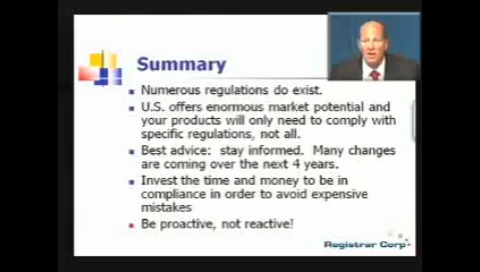 Summary
Numerous regulations do exist.
U.S. offers enormous market potential and
your products will only need to comply with
specific regulations, not all.
Best advice: stay informed. Many changes
are coming over the next 4 years.
Invest the time and money to be in
compliance in order to avoid expensive
mistakes
Be proactive, not reactive!
Registrar Corp